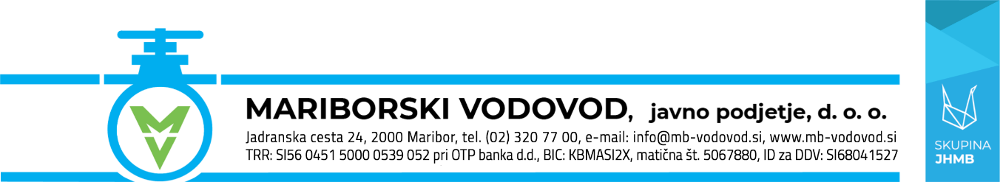 MARIBORSKI VODOVOD, javno podjetje, d. o. o.
Jadranska cesta 24, 2000 Maribor, tel. (02) 320 77 00, e-mail: info@mb-vodovod.si, www.mb-vodovod.si
TRR: SI56 0451 5000 0539 052 pri OTP banka d.d., BIC: KBMASI2X, matična št. 5067880, ID za DDV: SI68041527
MV
SKUPINA
JHMB